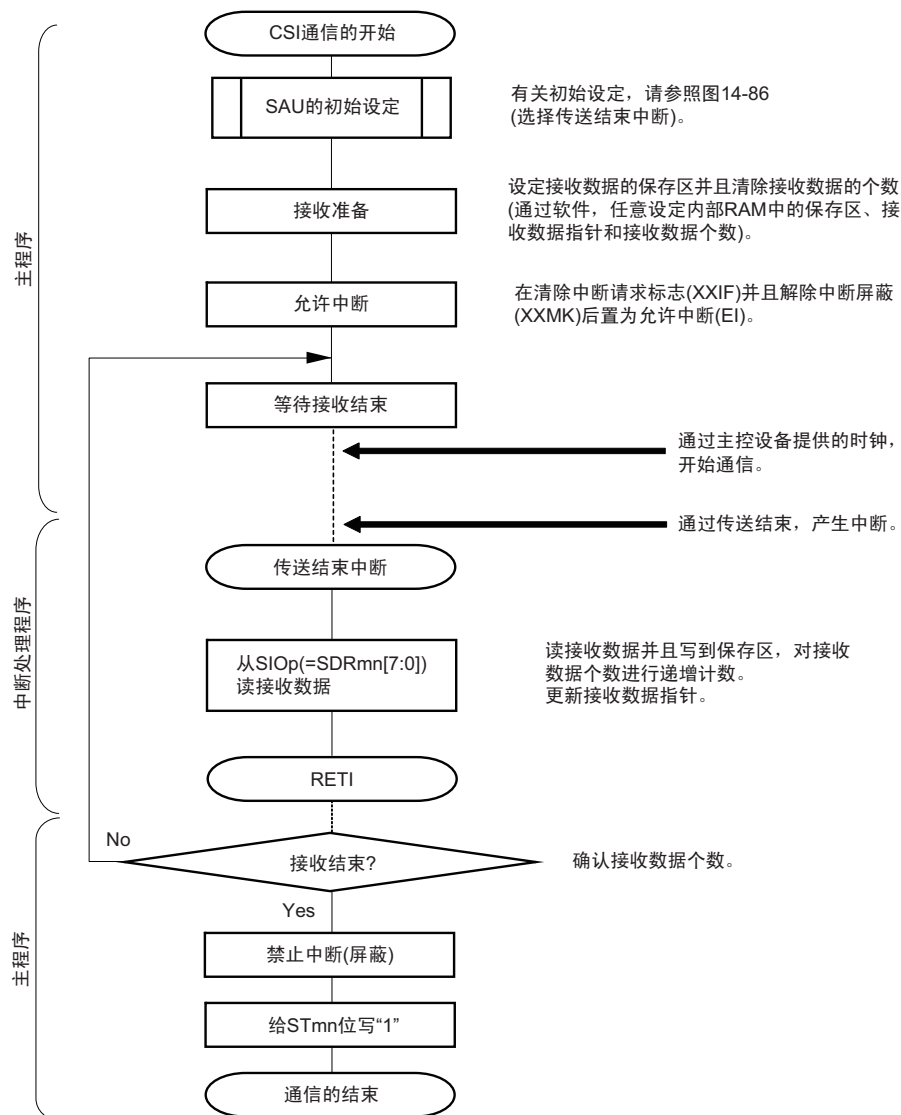 CSI通信的开始
SAU的初始设定
有关初始设定，请参照图14-86
(选择传送结束中断)。
接收准备
设定接收数据的保存区并且清除接收数据的个数
(通过软件，任意设定内部RAM中的保存区、接
收数据指针和接收数据个数)。
主程序
允许中断
在清除中断请求标志(XXIF)并且解除中断屏蔽
(XXMK)后置为允许中断(EI)。
等待接收结束
通过主控设备提供的时钟，
开始通信。
通过传送结束，产生中断。
传送结束中断
中断处理程序
从SIOp(=SDRmn[7:0])
读接收数据
读接收数据并且写到保存区，对接收
数据个数进行递增计数。
更新接收数据指针。
RETI
No
接收结束?
确认接收数据个数。
Yes
主程序
禁止中断(屏蔽)
给STmn位写“1”
通信的结束